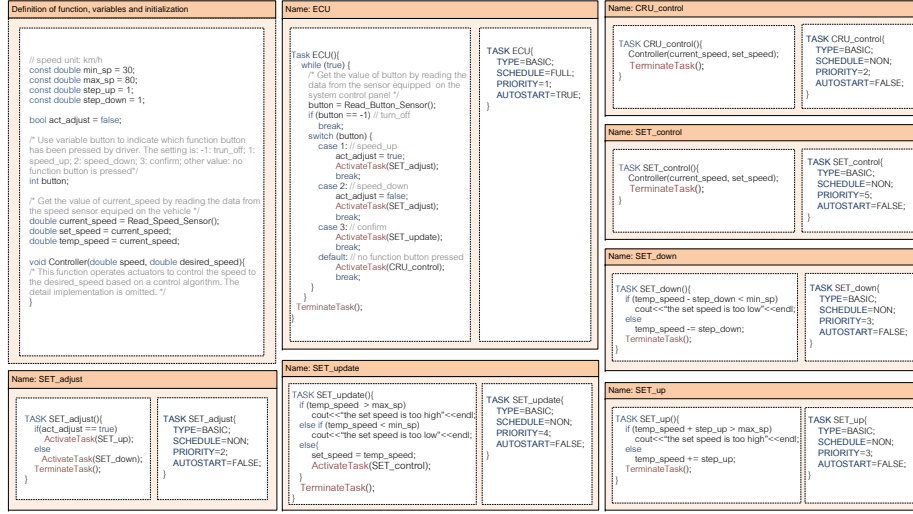 Definition of function, variables and initialization
// speed unit: km/h
const double min_sp = 30;
const double max_sp = 80;
const double step_up = 1;
const double step_down = 1;
bool act_adjust = false;
/* Use variable button to indicate which function button
has been pressed by driver. The setting is: -1: trun_off; 1:
speed_up; 2: speed_down; 3: confirm; other value: no
function button is pressed*/
int button;
/* Get the value of current_speed by reading the data from
the speed sensor equiped on the vehicle */
double current_speed = Read_Speed_Sensor();
double set_speed = current_speed;
double temp_speed = current_speed;
void Controller(double speed, double desired_speed){
/* This function operates actuators to control the speed to
the desired_speed based on a control algorithm. The
detail implementation is omitted. */
}
Name: ECU
Task ECU(){
while (true) {
/* Get the value of button by reading the
data from the sensor equipped on the
system control panel */
button = Read_Button_Sensor();
if (button == -1) // turn_off
break;
switch (button) {
case 1: // speed_up
act_adjust = true;
ActivateTask(SET_adjust);
break;
case 2: // speed_down
act_adjust = false;
ActivateTask(SET_adjust);
break;
case 3: // confirm
ActivateTask(SET_update);
break;
default: // no function button pressed
ActivateTask(CRU_control);
break;
}
}
TerminateTask();
}
TASK ECU{
TYPE=BASIC;
SCHEDULE=FULL;
PRIORITY=1;
AUTOSTART=TRUE;
}
Name: CRU_control
TASK CRU_control(){
Controller(current_speed, set_speed);
TerminateTask();
}
TASK CRU_control{
TYPE=BASIC;
SCHEDULE=NON;
PRIORITY=2;
AUTOSTART=FALSE;
}
Name: SET_control
TASK SET_control(){
Controller(current_speed, set_speed);
TerminateTask();
}
TASK SET_control{
TYPE=BASIC;
SCHEDULE=NON;
PRIORITY=5;
AUTOSTART=FALSE;
}
Name: SET_down
TASK SET_down(){
if (temp_speed - step_down < min_sp)
cout<<"the set speed is too low"<<endl;
else
temp_speed -= step_down;
TerminateTask();
}
TASK SET_down{
TYPE=BASIC;
SCHEDULE=NON;
PRIORITY=3;
AUTOSTART=FALSE;
}
Name: SET_adjust
TASK SET_adjust(){
if(act_adjust == true)
ActivateTask(SET_up);
else
ActivateTask(SET_down);
TerminateTask();
}
TASK SET_adjust{
TYPE=BASIC;
SCHEDULE=NON;
PRIORITY=2;
AUTOSTART=FALSE;
}
Name: SET_update
TASK SET_update(){
if (temp_speed > max_sp)
cout<<"the set speed is too high"<<endl;
else if (temp_speed < min_sp)
cout<<"the set speed is too low"<<endl;
else{
set_speed = temp_speed;
ActivateTask(SET_control);
}
TerminateTask();
}
TASK SET_update{
TYPE=BASIC;
SCHEDULE=NON;
PRIORITY=4;
AUTOSTART=FALSE;
}
Name: SET_up
TASK SET_up(){
if (temp_speed + step_up > max_sp)
cout<<"the set speed is too high"<<endl;
else
temp_speed += step_up;
TerminateTask();
}
TASK SET_up{
TYPE=BASIC;
SCHEDULE=NON;
PRIORITY=3;
AUTOSTART=FALSE;
}